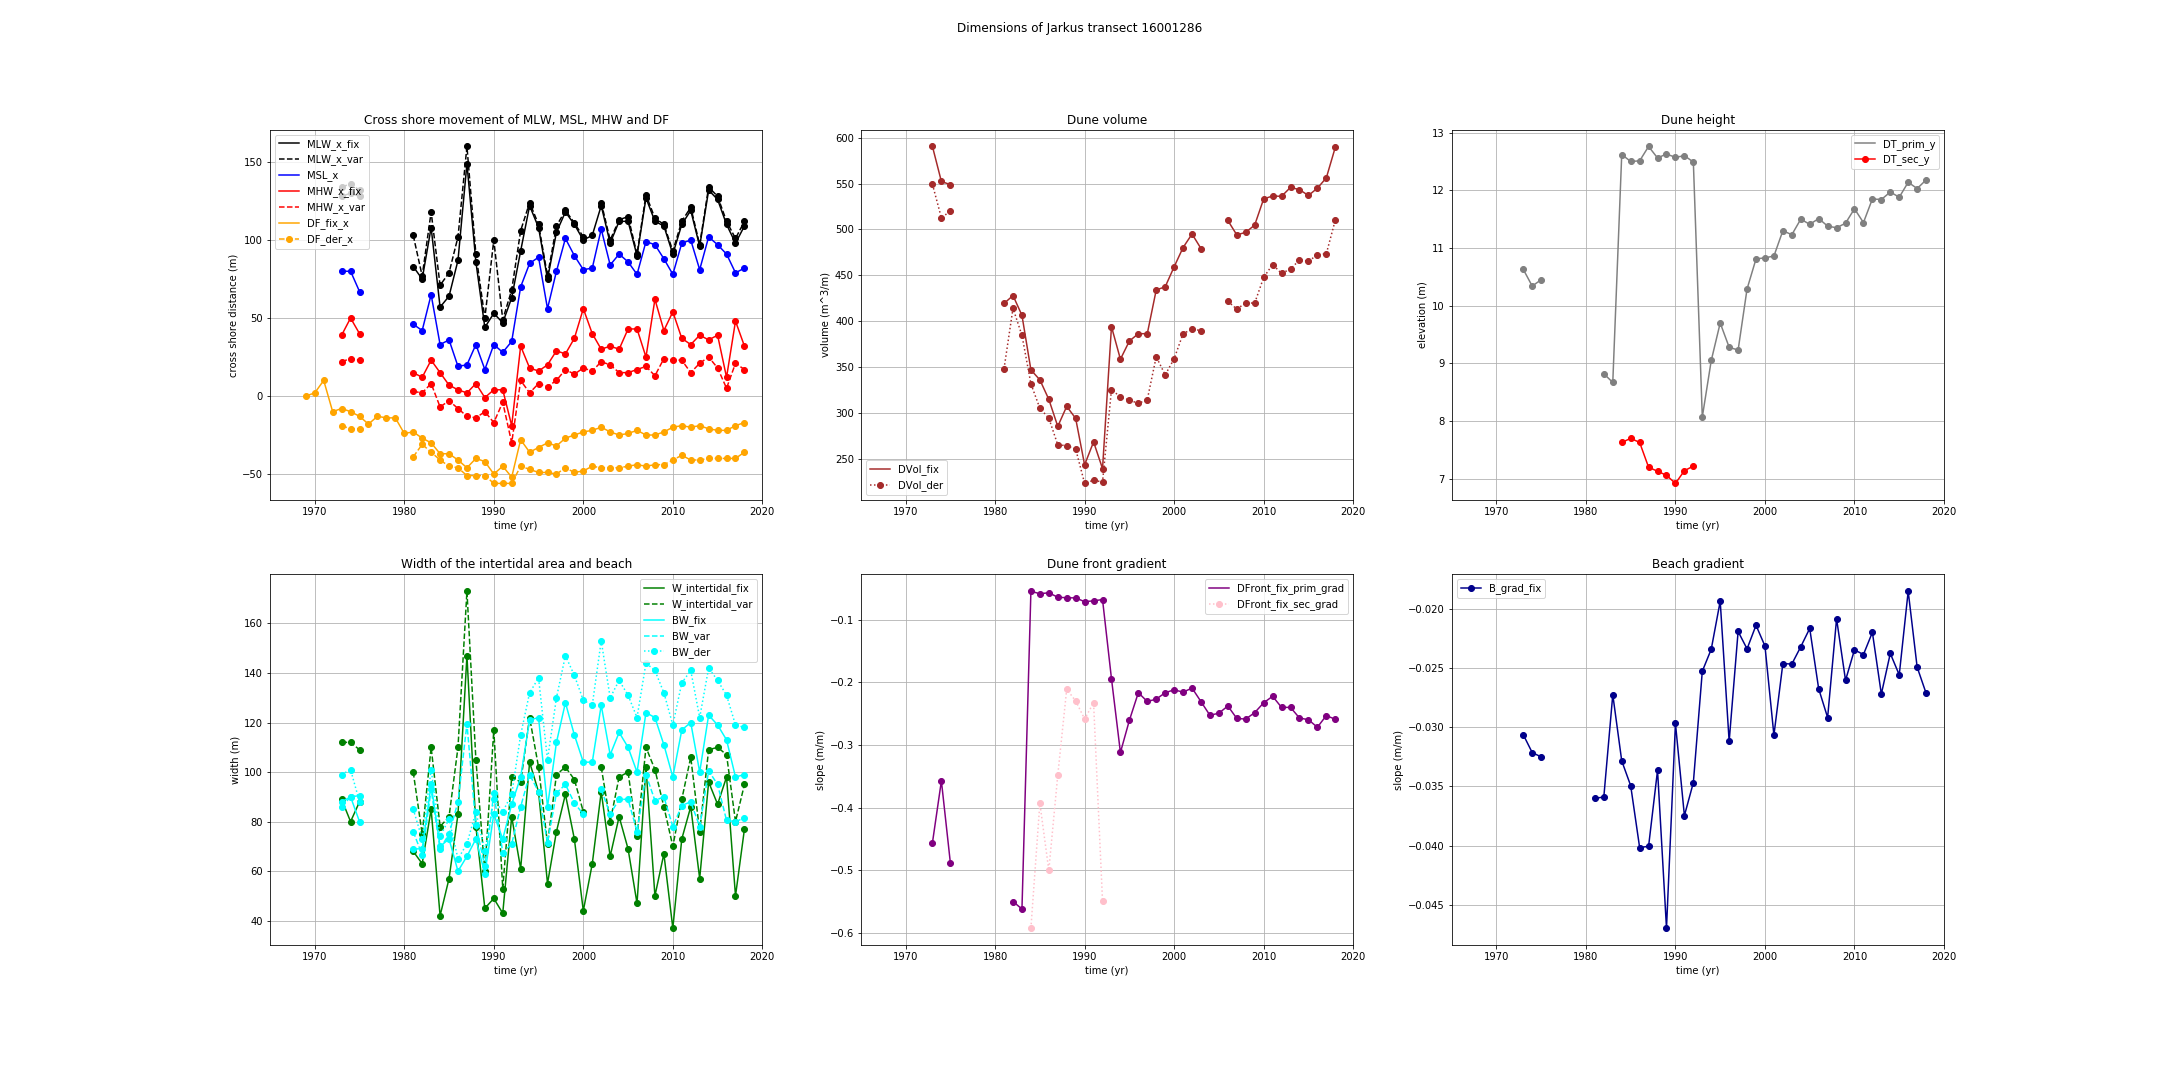 Dimensions of Jarkus transect 16001286
Cross shore movement of MLW, MSL, MHW and DF
MLW_x_fix
MLW_x_var
MSL_x
MHW_x_fix
MHW_x_var
DF_fix_x
DF_der_x
150
100
50
0
−50
cross shore distance (m)
1970 1980 1990 2000 2010 2020
time (yr)
Dune volume
600
550
500
450
400
350
300
250
volume (m^3/m)
DVol_fix
DVol_der
1970 1980 1990 2000 2010 2020
time (yr)
Dune height
DT_prim_y
DT_sec_y
13
12
11
10
9
8
7
elevation (m)
1970 1980 1990 2000 2010 2020
time (yr)
Width of the intertidal area and beach
W_intertidal_fix
W_intertidal_var
BW_fix
BW_var
BW_der
160
140
120
100
80
60
40
width (m)
1970 1980 1990 2000 2010 2020
time (yr)
Dune front gradient
DFront_fix_prim_grad
DFront_fix_sec_grad
−0.1
−0.2
−0.3
−0.4
−0.5
−0.6
slope (m/m)
1970 1980 1990 2000 2010 2020
time (yr)
Beach gradient
B_grad_fix
−0.020
−0.025
−0.030
−0.035
−0.040
−0.045
slope (m/m)
1970 1980 1990 2000 2010 2020
time (yr)